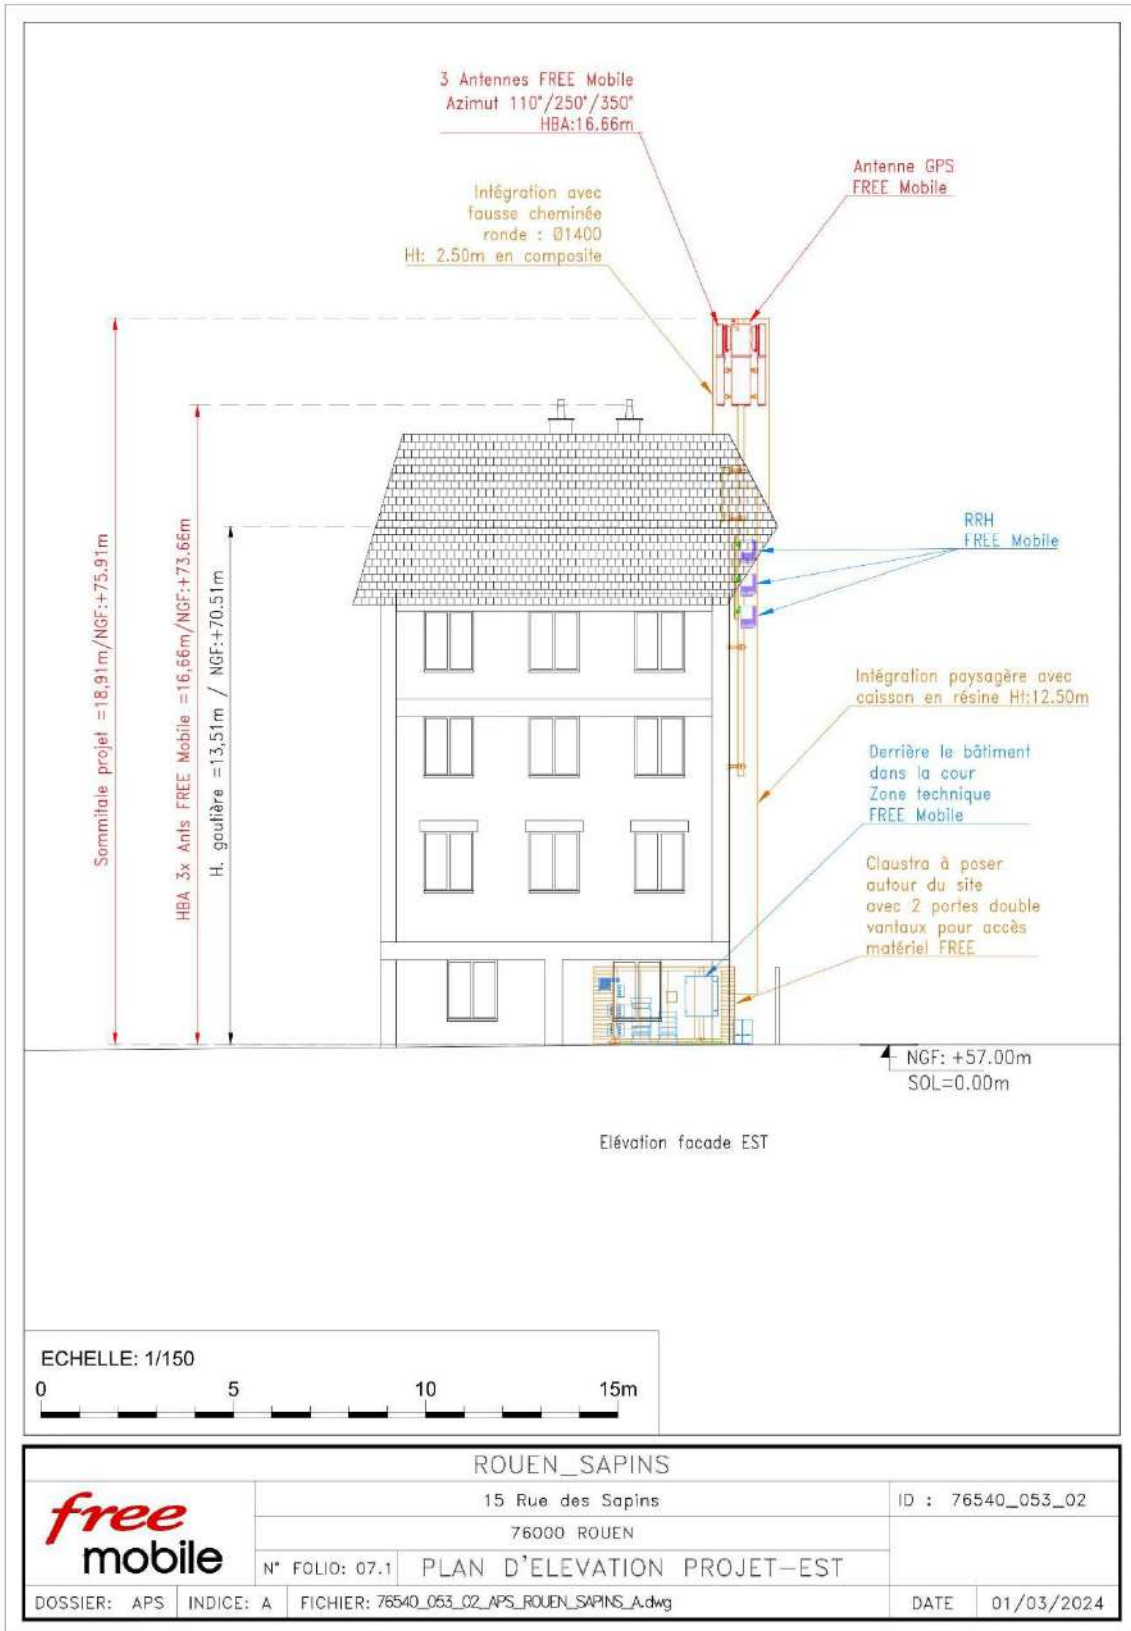 3 Antennes FREE Mobile
Azimut 110°/250°/350°
HBA:16.66m
Antenne GPS
FREE Mobile
Intégration avec
fausse cheminée
ronde : Ø1400
Ht: 2.50m en composite
RRH
FREE Mobile
Sommitale projet =18,91m/NGF:+75.91m
HBA 3x Ants FREE Mobile =16,66m/NGF:+73.66m
H. goutière =13,51m / NGF:+70.51m
Intégration paysagère avec
caisson en résine Ht:12.50m
Derrière le bâtiment
dans la cour
Zone technique
FREE Mobile
Claustra à poser
autour du site
avec 2 portes double
vantaux pour accès
matériel FREE
NGF: +57.00m
SOL=0.00m
Elévation facade EST
ECHELLE: 1/150
0 5 10 15m
ROUEN_SAPINS
free
mobile
15 Rue des Sapins
ID : 76540_053_02
76000 ROUEN
N° FOLIO: 07.1
PLAN D'ELEVATION PROJET-EST
DOSSIER: APS
INDICE: A
FICHIER: 76540_053_02_APS_ROUEN_SAPINS_A.dwg
DATE
01/03/2024